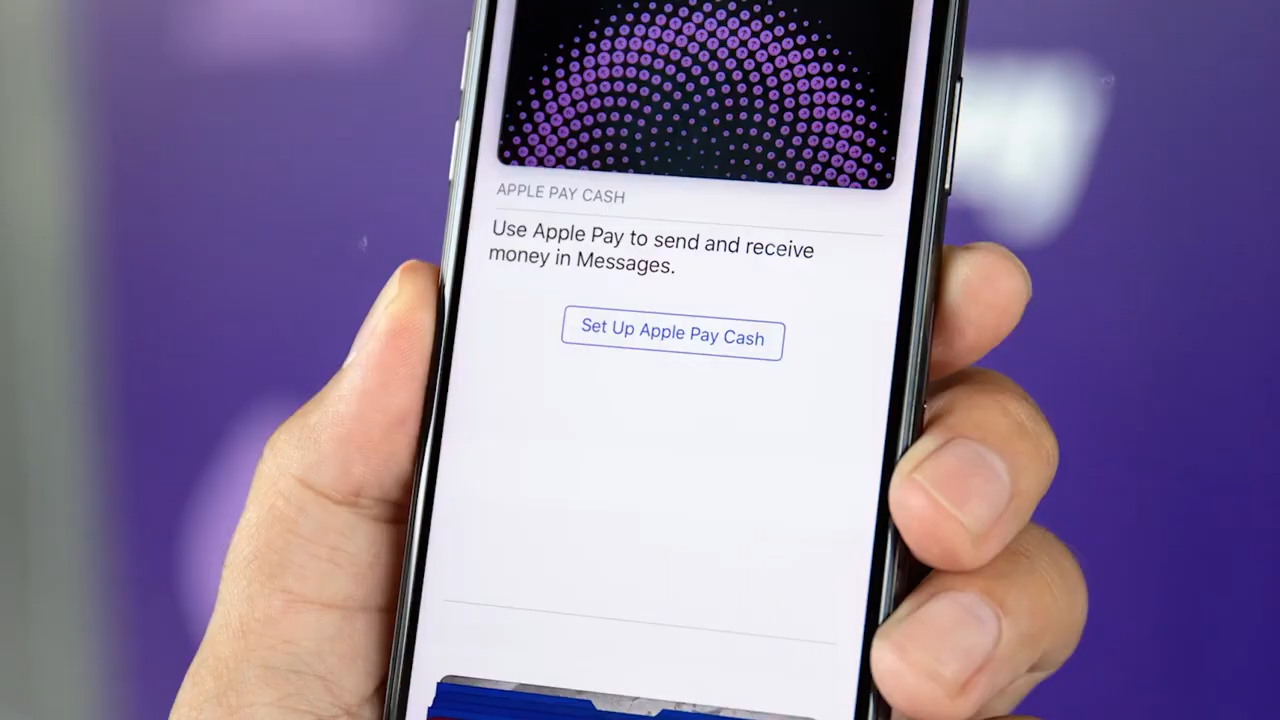 APPLE PAY CASH
Use Apple Pay to send and receive
money in Messages.
Set Up Apple Pay Cash